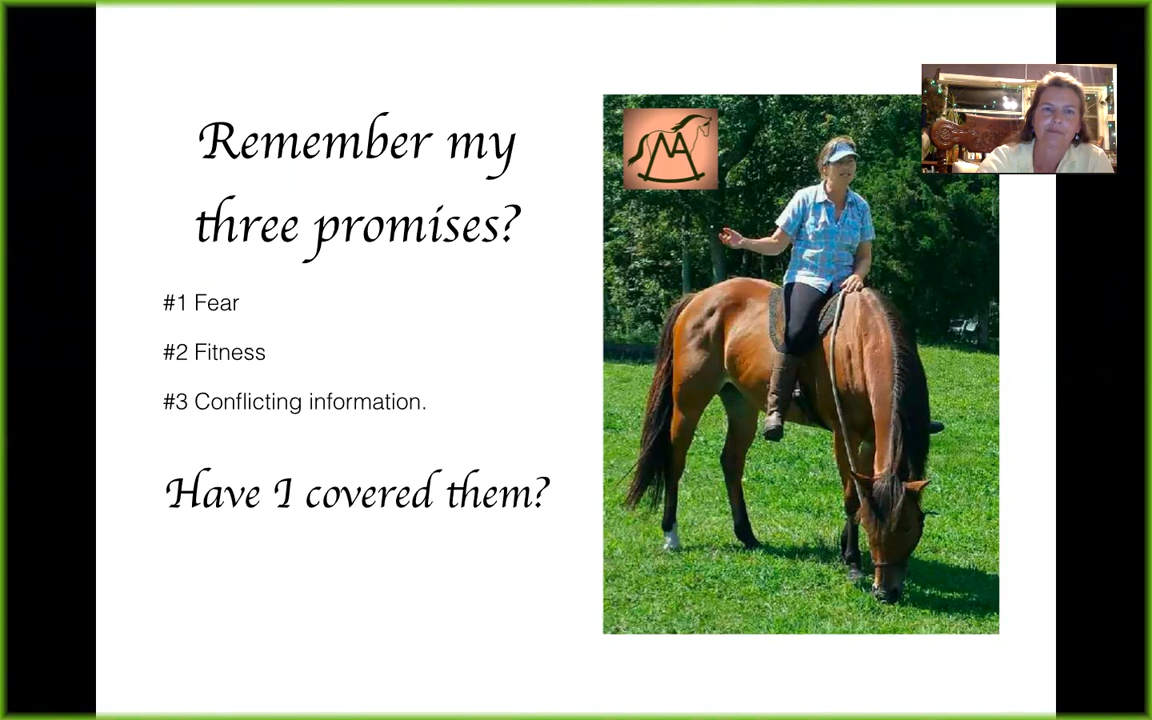 Remember my
three promises?
#1 Fear
#2 Fitness
#3 Conflicting information.
Have I covered them?